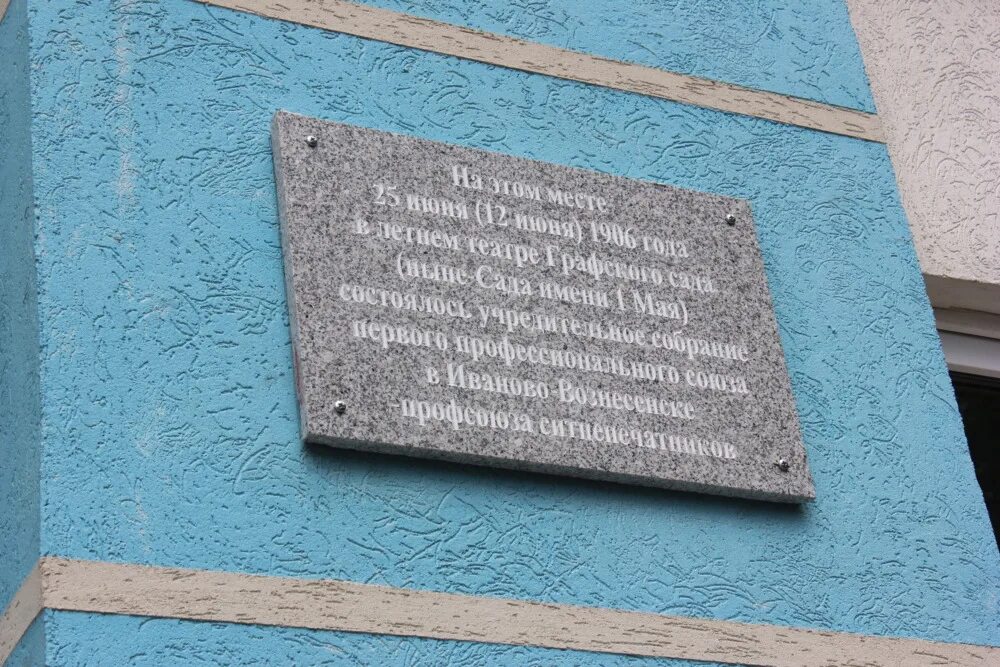 На этом месте
25 июня (12 июня) 1906 года
в летнем театре Графского сада
(ныне Сада имени 1 Мая)
состоялось учредительное собрание
первого профессионального союза
в Иваново-Вознесенске
профсоюза ситцепечатников